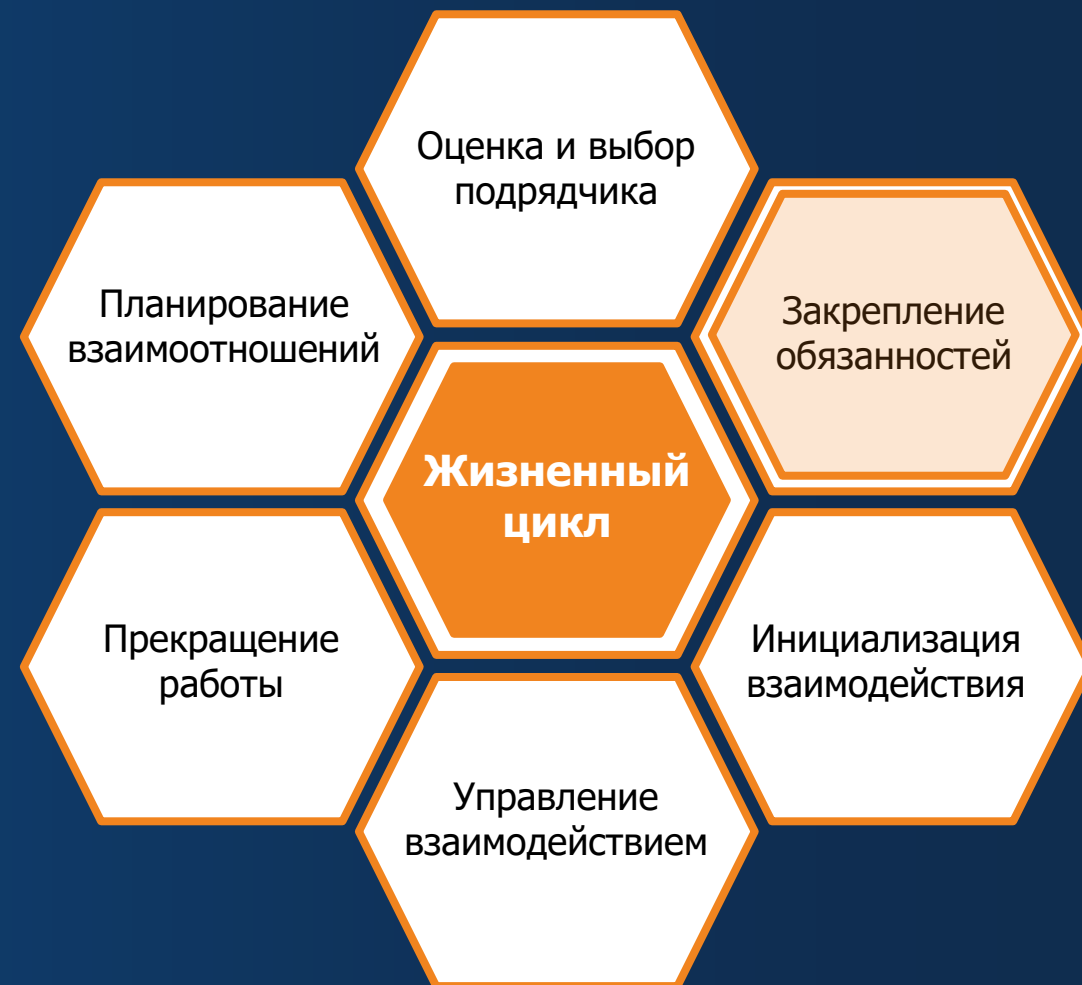 Оценка и выбор
подрядчика
Планирование
взаимоотношений
Закрепление
обязанностей
Жизненный
цикл
Прекращение
работы
Инициализация
взаимодействия
Управление
взаимодействием